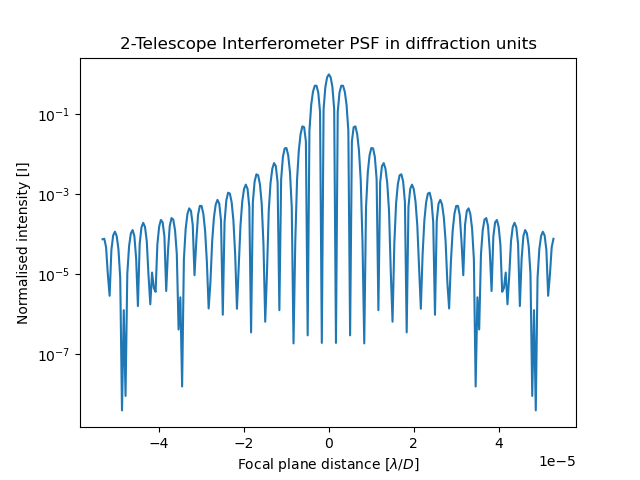 2-Telescope Interferometer PSF in diffraction units
Normalised intensity [I]
10⁻¹
10⁻³
10⁻⁵
10⁻⁷
−4 −2 0 2 4
1e−5
Focal plane distance [λ/D]